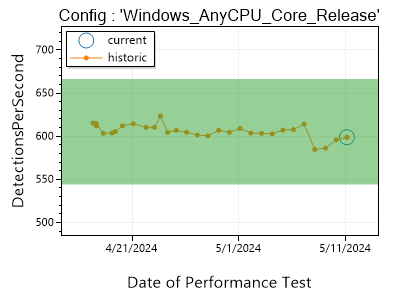 Config : 'Windows_AnyCPU_Core_Release'
current
historic
DetectionsPerSecond
700
650
600
550
500
4/21/2024
5/1/2024
5/11/2024
Date of Performance Test